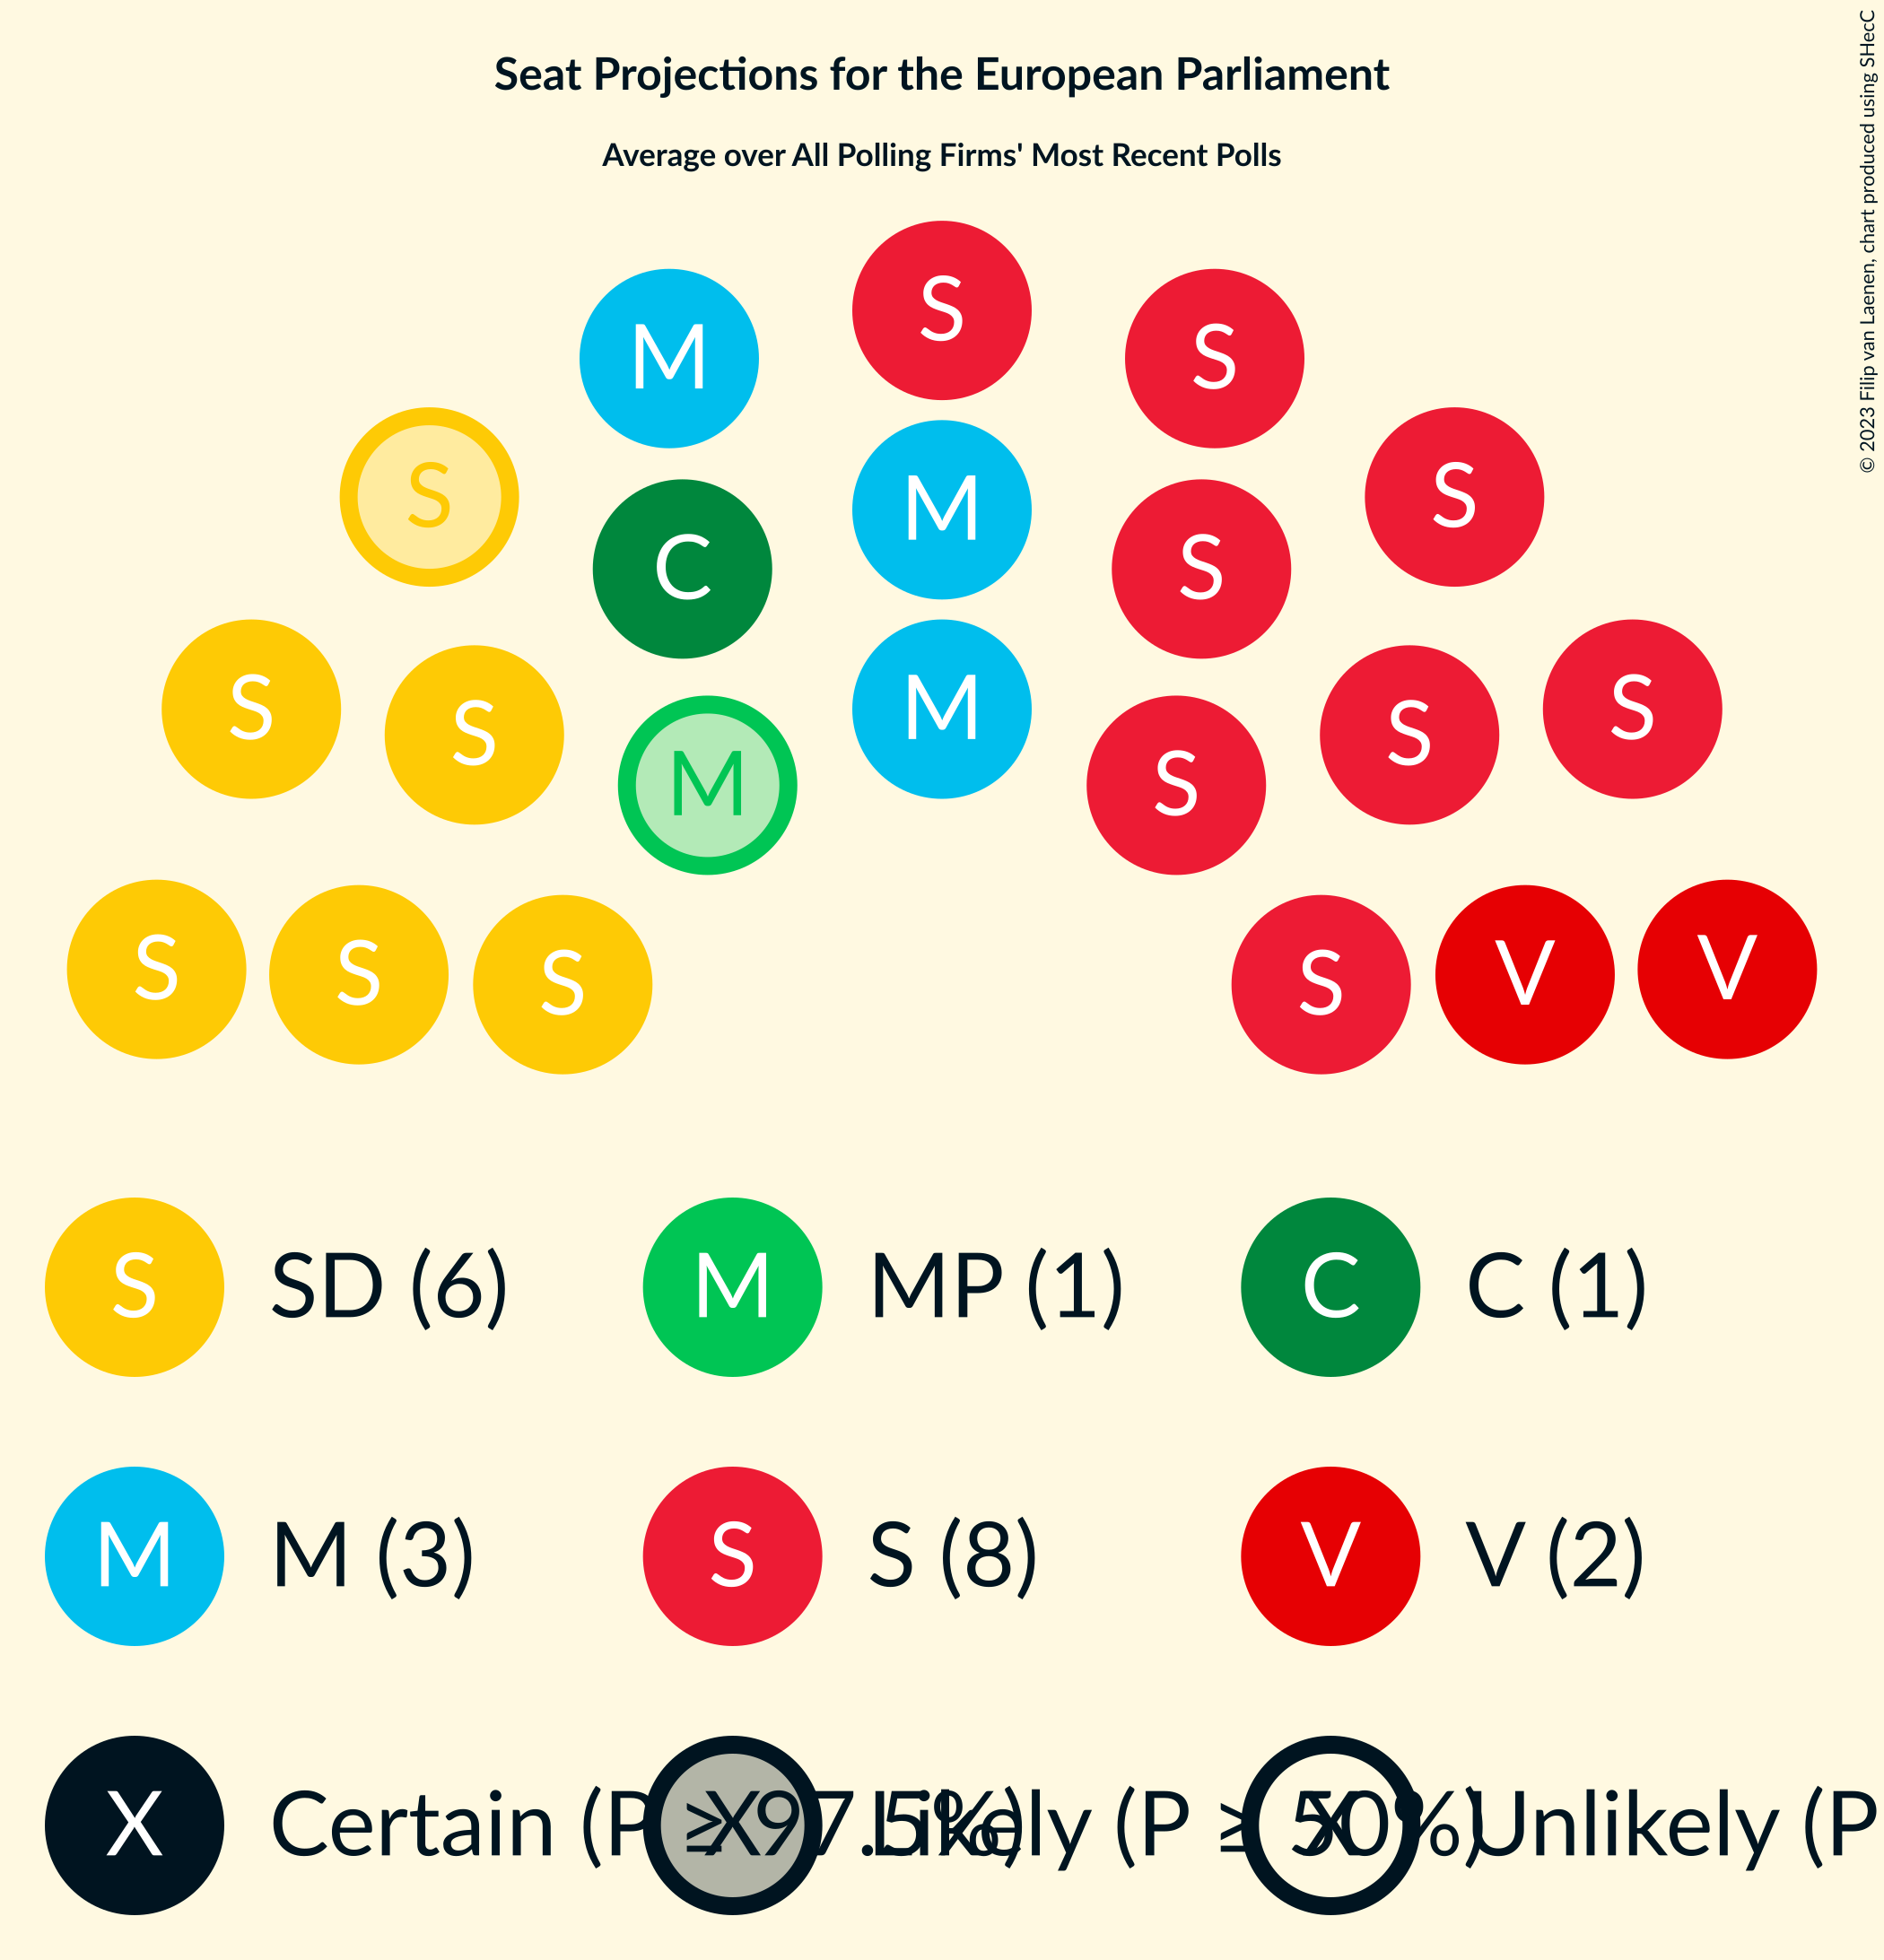 Seat Projections for the European Parliament
Average over All Polling Firms' Most Recent Polls
© 2023 Filip van Laenen, chart produced using SHecC
S
M S
S S
M
C S
S S
S M S
M
S S
S S S S V V
S SD (6) M MP (1) C C (1)
M M (3) S S (8) V V (2)
X Certain (P ≥ 97.5%) X Likely (P ≥ 50%) X Unlikely (P